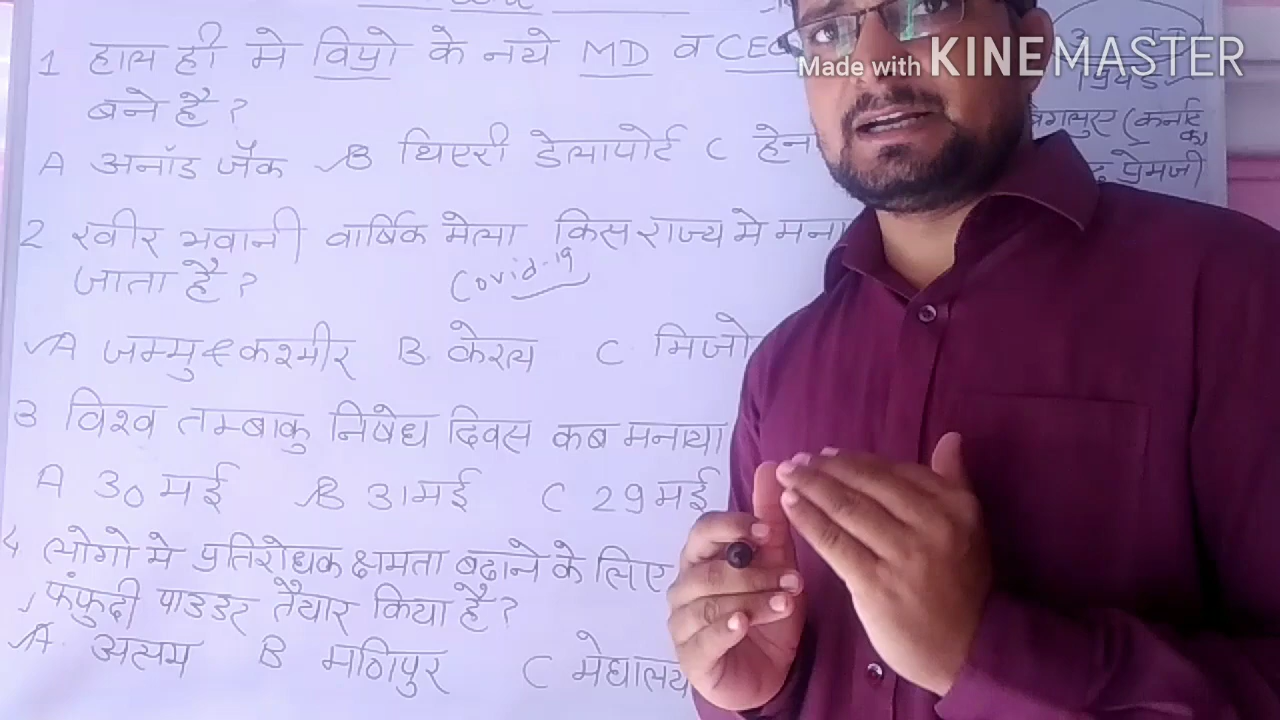 1 हाल ही मे विप्रो के नये MD व CEO
बने है ?
A अनॉड जैक B थिएरी डेलापोर्ट C हेन
2 खीर भवानी वार्षिक मेला किस राज्य मे मना
जाता है ?
Covid-19
A जम्मु & कश्मीर B केरल C मिजो
3 विश्व तम्बाकु निषेध दिवस कब मनाया
A 30 मई B 31 मई C 29 मई
4 लोगो मे प्रतिरोधक क्षमता बढाने के लिए
फुंफुदी पाउडर तैयार किया है ?
A असम B मणिपुर C मेघालय
Made with KINEMASTER
(कर्नाट
क)
प्रेमजी